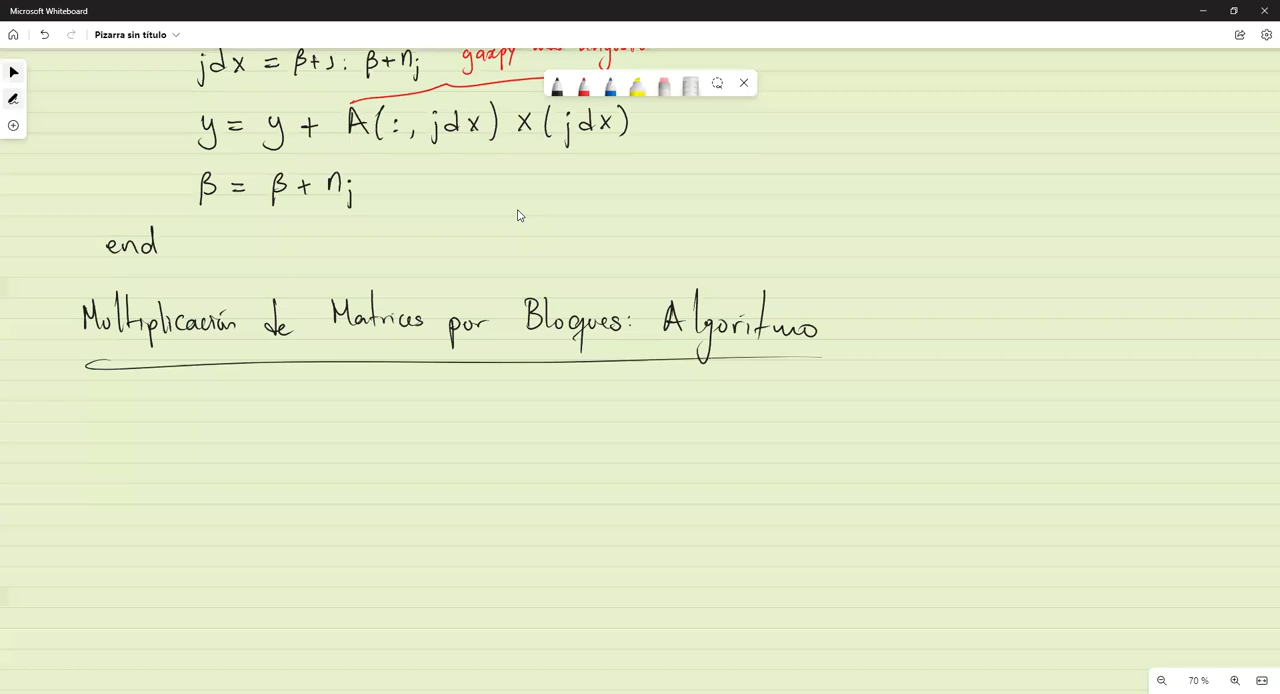 Microsoft Whiteboard
Pizarra sin título
jdx = β+1: β+nj gaxpy
y = y + A(:, jdx) x(jdx)
β = β + nj
end
Multiplicación de Matrices por Bloques: Algoritmo
70 %